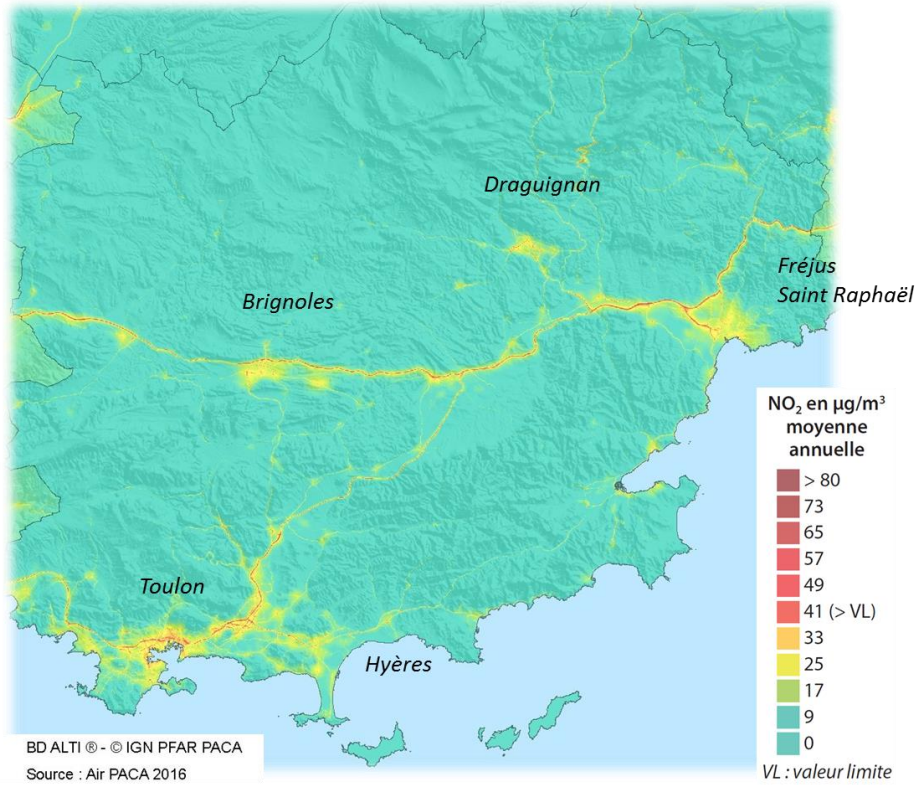 Draguignan
Fréjus
Saint Raphaël
Brignoles
Toulon
Hyères
NO₂ en µg/m³
moyenne
annuelle
> 80
73
65
57
49
41 (> VL)
33
25
17
9
0
VL : valeur limite
BD ALTI ® - © IGN PFAR PACA
Source : Air PACA 2016